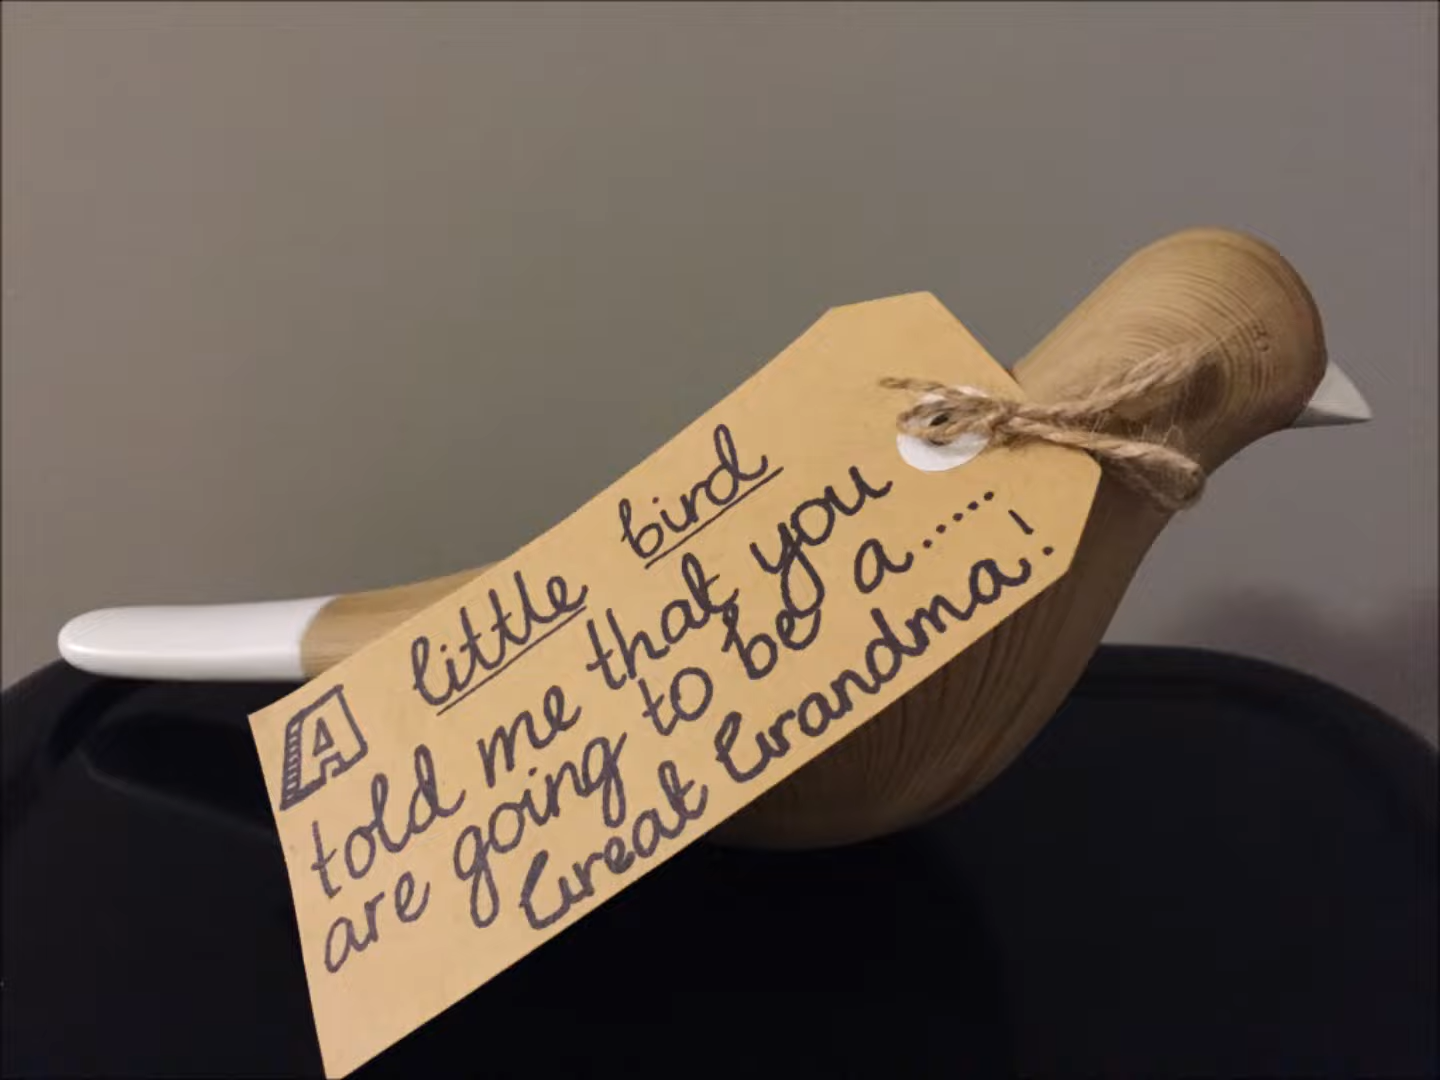 A little bird
told me that you
are going to be a......
Great Grandma!